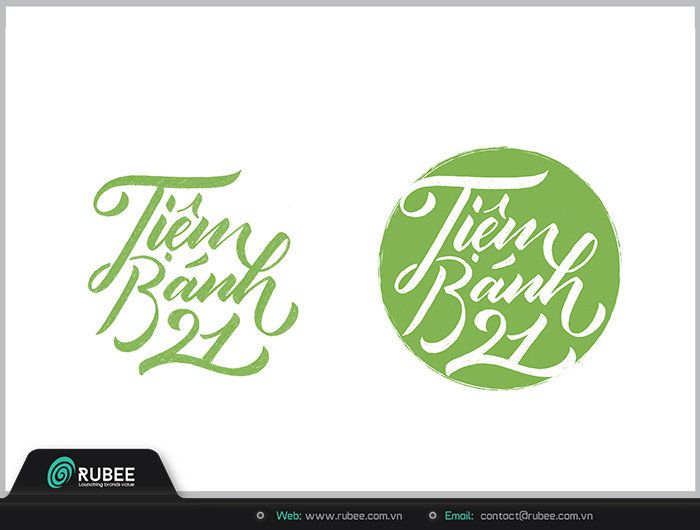 Tiệm
Bánh
21
Tiệm
Bánh
21
RUBEE
Launching brands value
Web: www.rubee.com.vn
Email: contact@rubee.com.vn